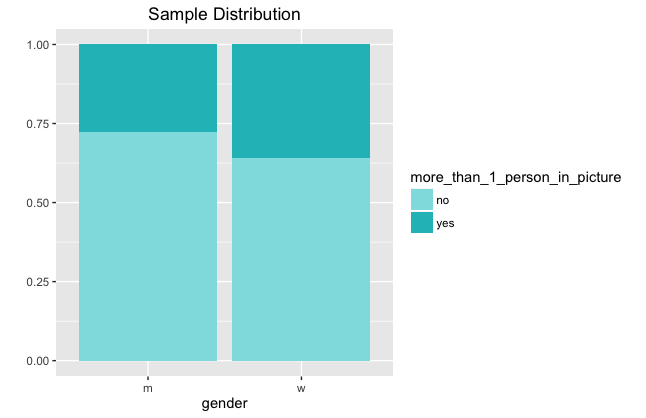 Sample Distribution
1.00
0.75
0.50
0.25
0.00
m w
gender
more_than_1_person_in_picture
no
yes